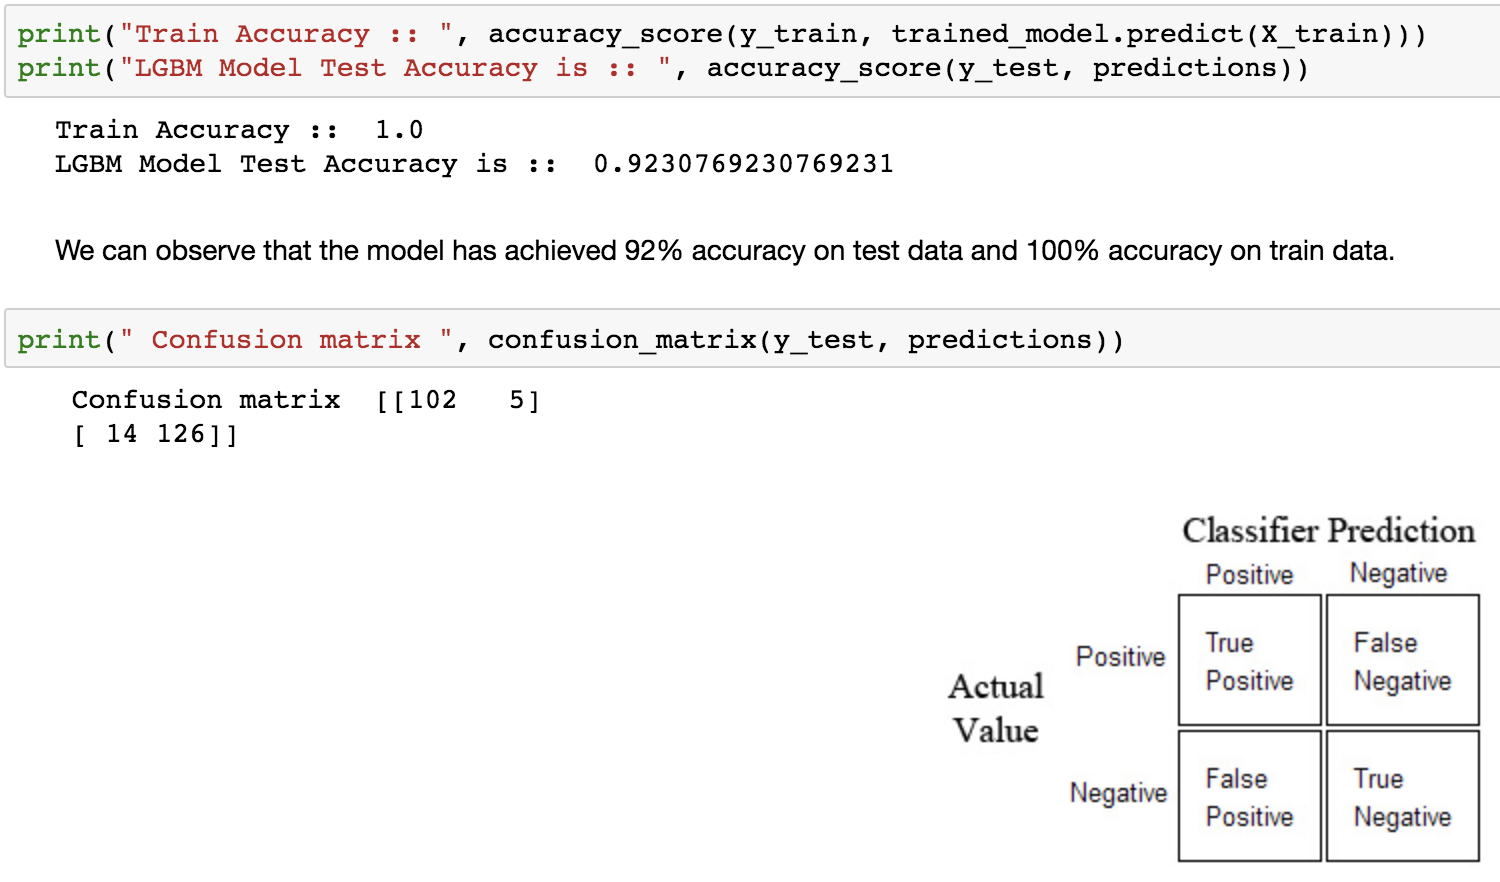 print("Train Accuracy :: ", accuracy_score(y_train, trained_model.predict(X_train)))
print("LGBM Model Test Accuracy is :: ", accuracy_score(y_test, predictions))
Train Accuracy ::  1.0
LGBM Model Test Accuracy is ::  0.9230769230769231
We can observe that the model has achieved 92% accuracy on test data and 100% accuracy on train data.
print(" Confusion matrix ", confusion_matrix(y_test, predictions))
Confusion matrix  [[102   5]
[ 14 126]]
Classifier Prediction
Positive Negative
Actual
Value
Positive
True
Positive
False
Negative
Negative
False
Positive
True
Negative